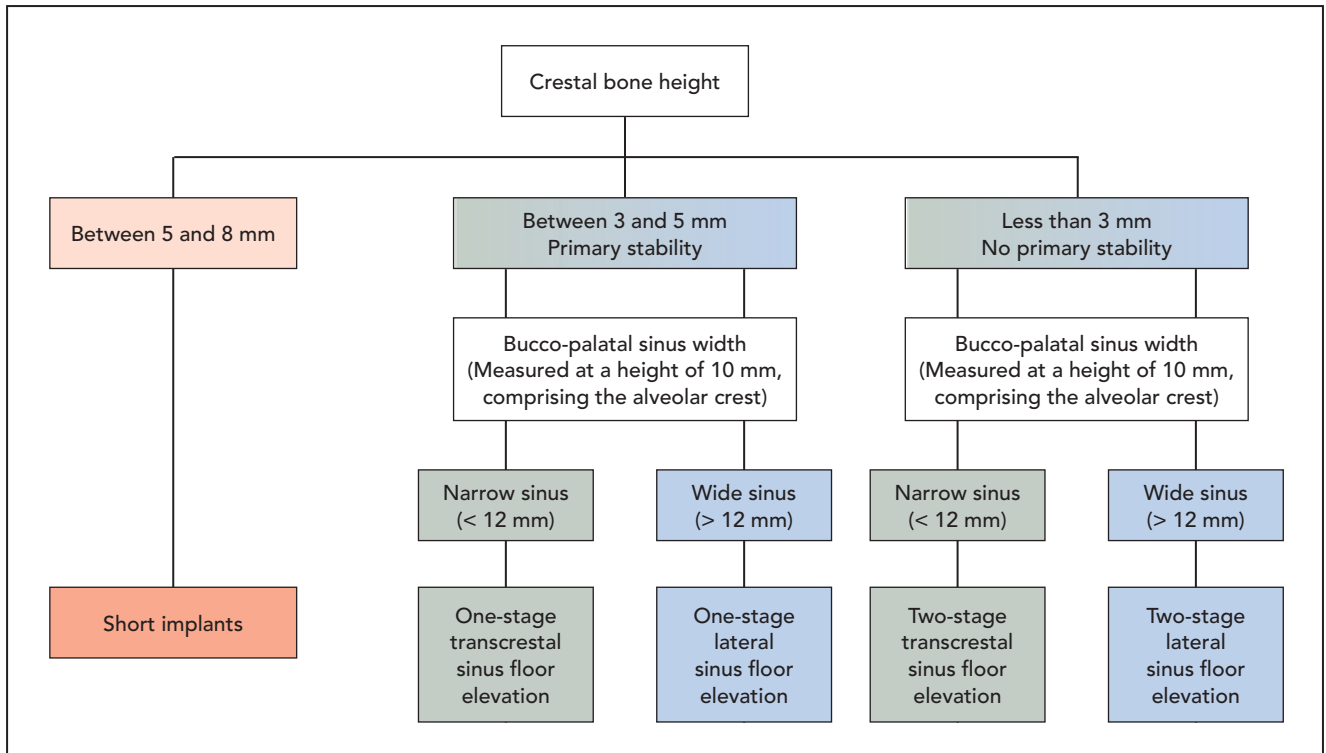 Crestal bone height
Between 5 and 8 mm
Between 3 and 5 mm
Primary stability
Less than 3 mm
No primary stability
Bucco-palatal sinus width
(Measured at a height of 10 mm,
comprising the alveolar crest)
Bucco-palatal sinus width
(Measured at a height of 10 mm,
comprising the alveolar crest)
Narrow sinus
(< 12 mm)
Wide sinus
(> 12 mm)
Narrow sinus
(< 12 mm)
Wide sinus
(> 12 mm)
Short implants
One-stage
transcrestal
sinus floor
elevation
One-stage
lateral
sinus floor
elevation
Two-stage
transcrestal
sinus floor
elevation
Two-stage
lateral
sinus floor
elevation